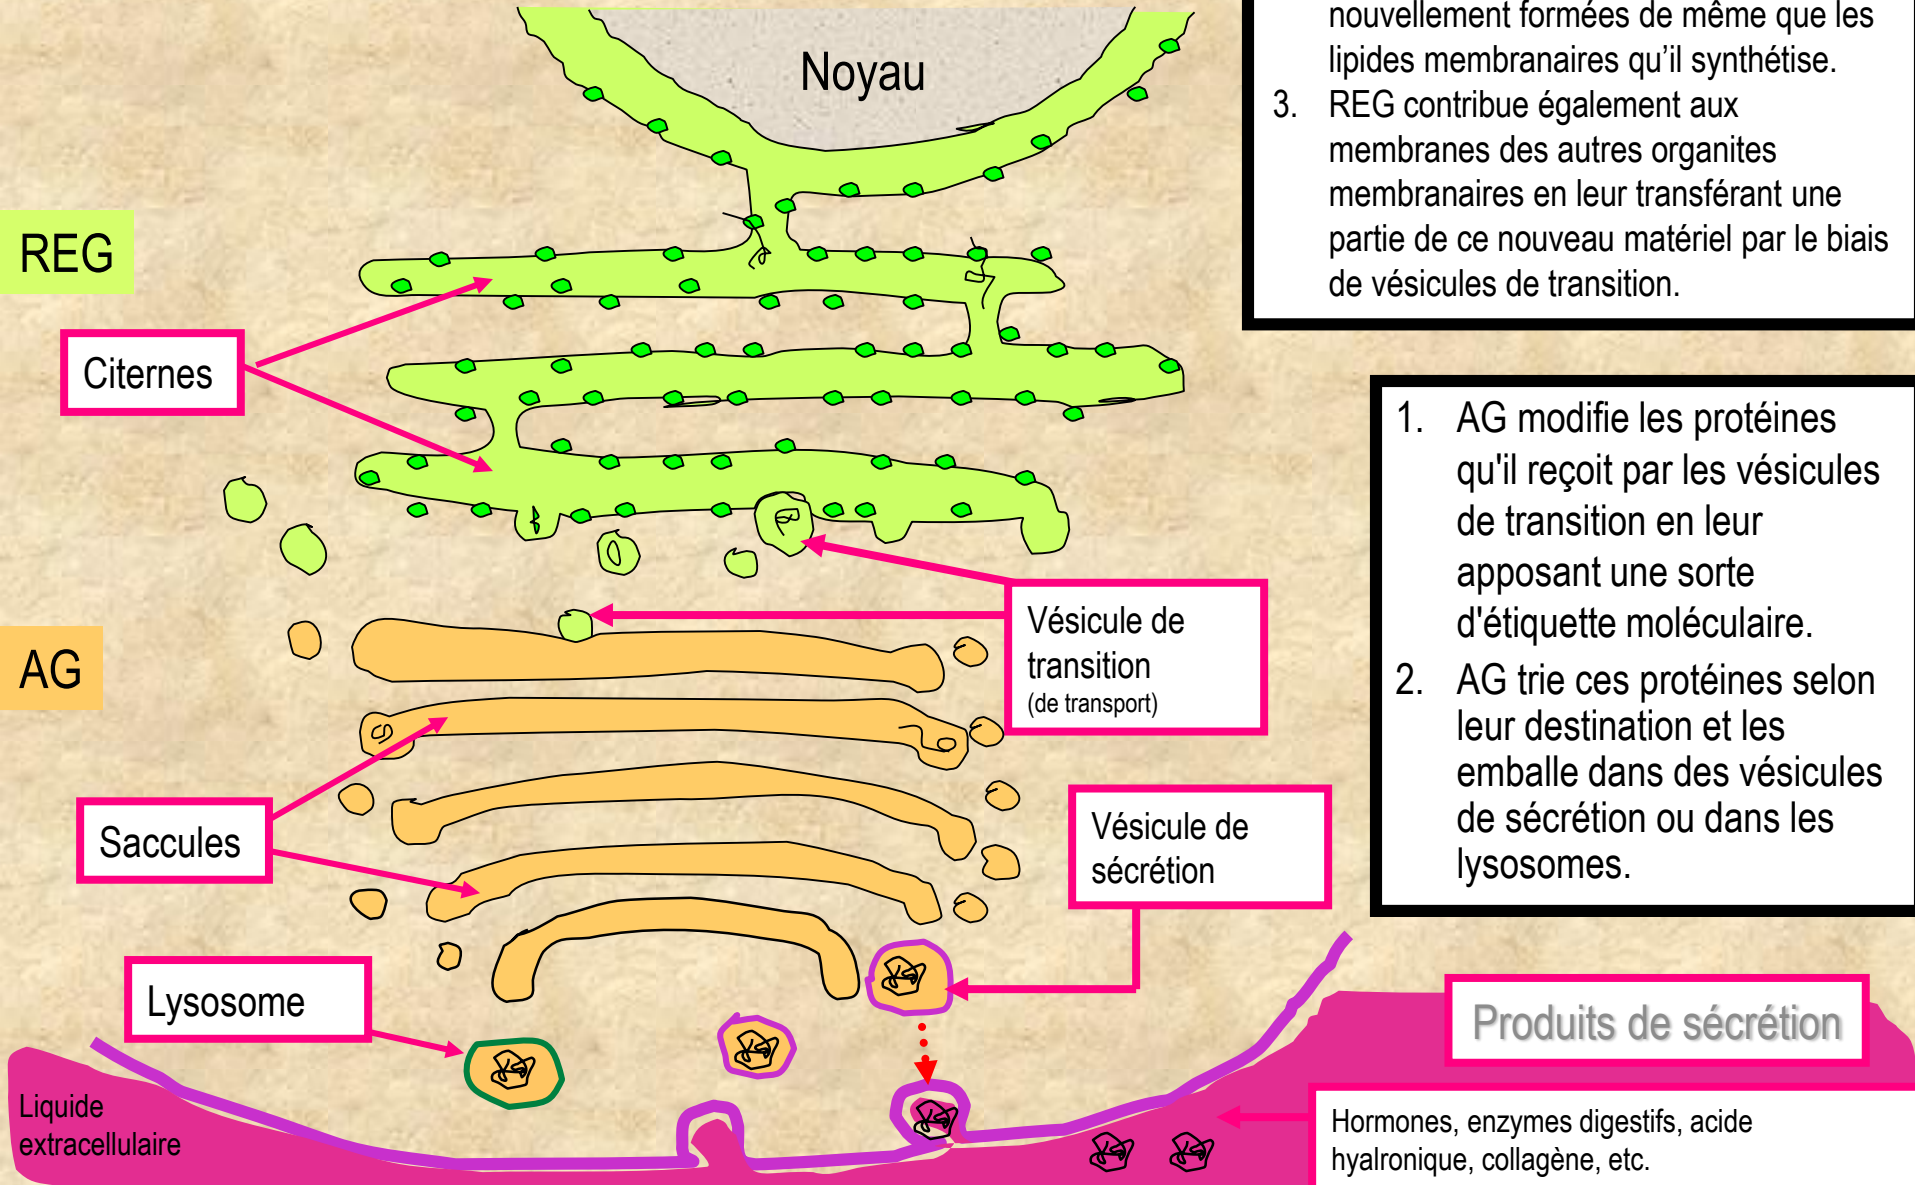 nouvellement formées de même que les
lipides membranaires qu'il synthétise.
3. REG contribue également aux
membranes des autres organites
membranaires en leur transférant une
partie de ce nouveau matériel par le biais
de vésicules de transition.
Noyau
REG
Citernes
1. AG modifie les protéines
qu'il reçoit par les vésicules
de transition en leur
apposant une sorte
d'étiquette moléculaire.
2. AG trie ces protéines selon
leur destination et les
emballe dans des vésicules
de sécrétion ou dans les
lysosomes.
Vésicule de
transition
(de transport)
AG
Saccules
Vésicule de
sécrétion
Lysosome
Produits de sécrétion
Liquide
extracellulaire
Hormones, enzymes digestifs, acide
hyalronique, collagène, etc.